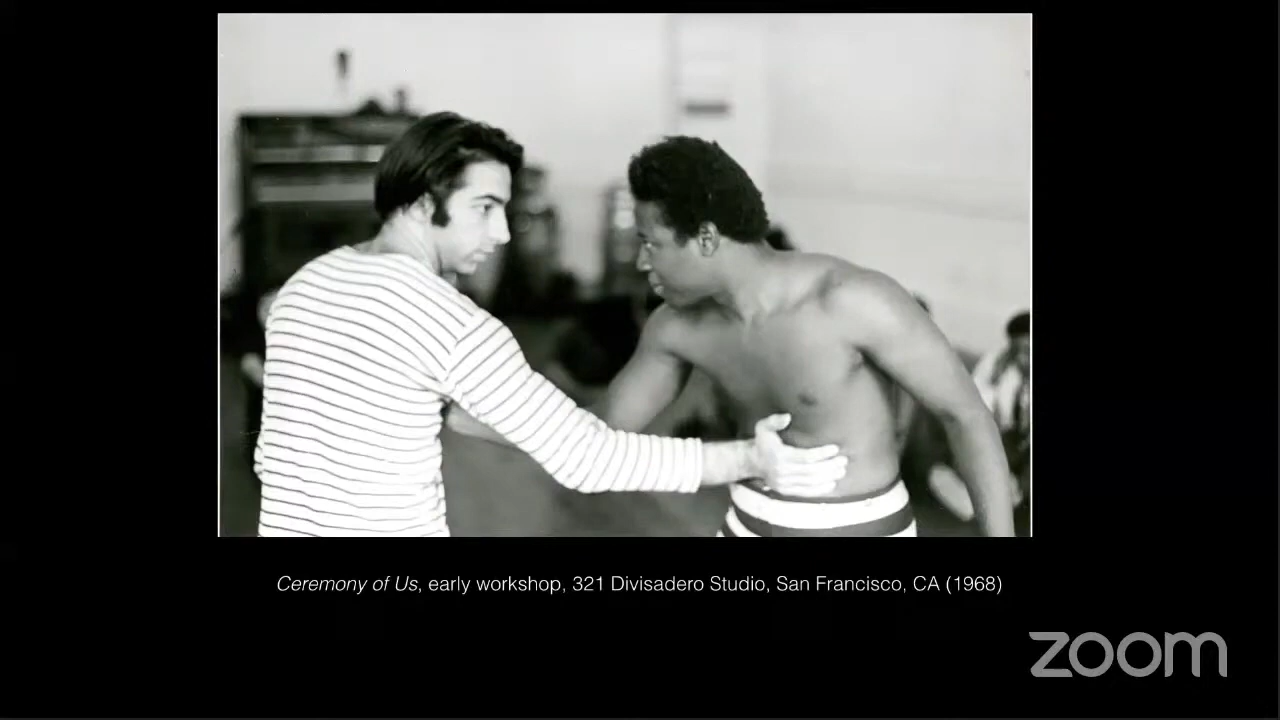 Ceremony of Us, early workshop, 321 Divisadero Studio, San Francisco, CA (1968)
zoom